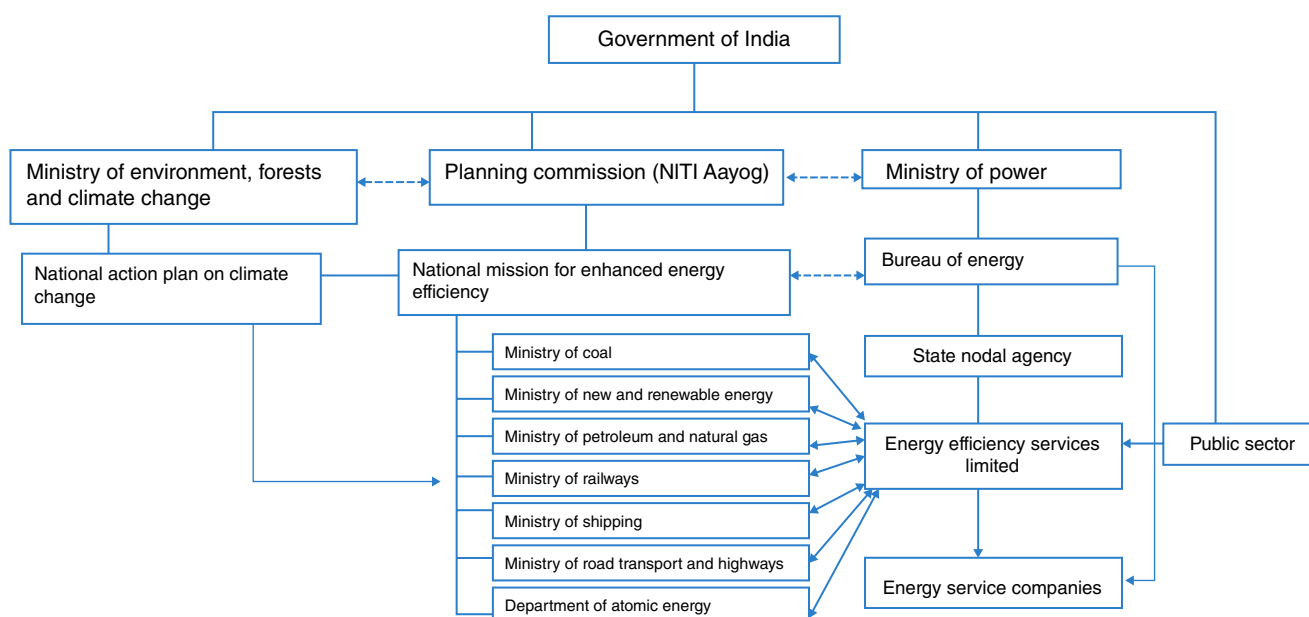 Government of India
Ministry of environment, forests
and climate change
Planning commission (NITI Aayog)
Ministry of power
National action plan on climate
change
National mission for enhanced energy
efficiency
Bureau of energy
Ministry of coal
State nodal agency
Ministry of new and renewable energy
Ministry of petroleum and natural gas
Energy efficiency services
limited
Public sector
Ministry of railways
Ministry of shipping
Ministry of road transport and highways
Energy service companies
Department of atomic energy